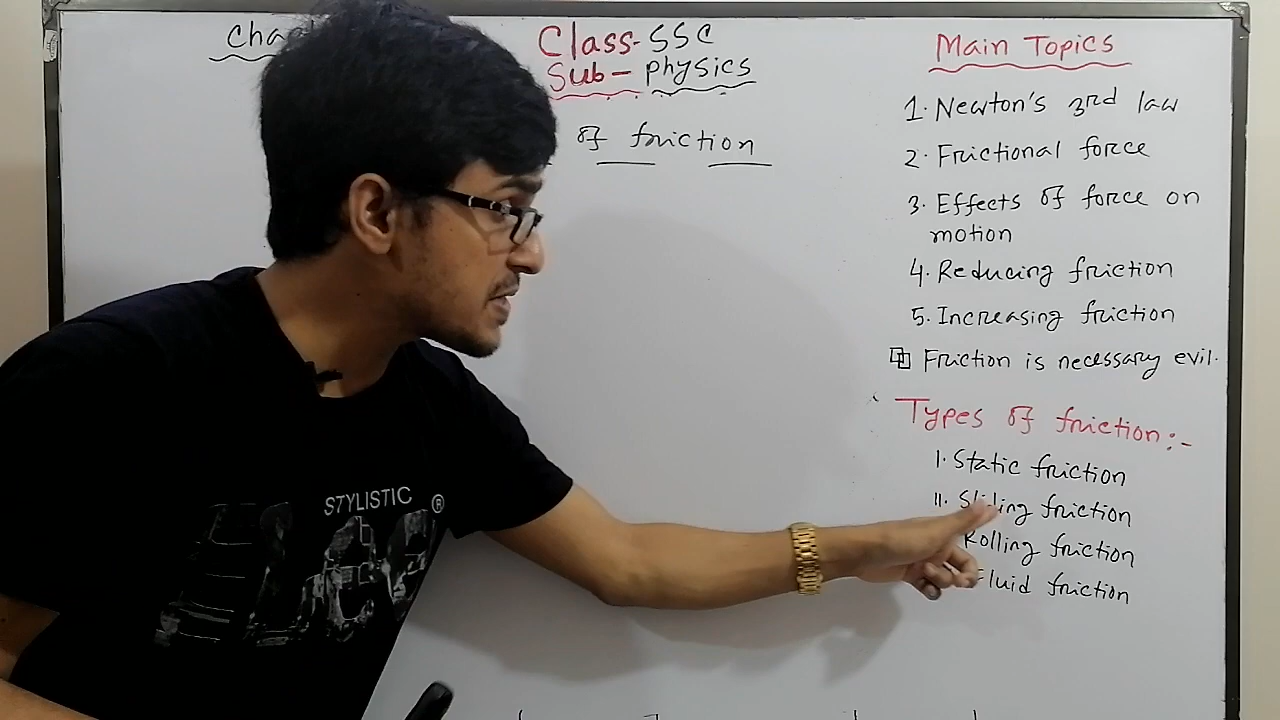 Class-SSC
Sub- physics
of friction
Main Topics
1. Newton's 3rd law
2. Frictional force
3. Effects of force on
motion
4. Reducing friction
5. Increasing friction
Friction is necessary evil.
Types of friction:-
I. Static friction
II. Sliding friction
Rolling friction
Fluid friction
STYLISTIC ®